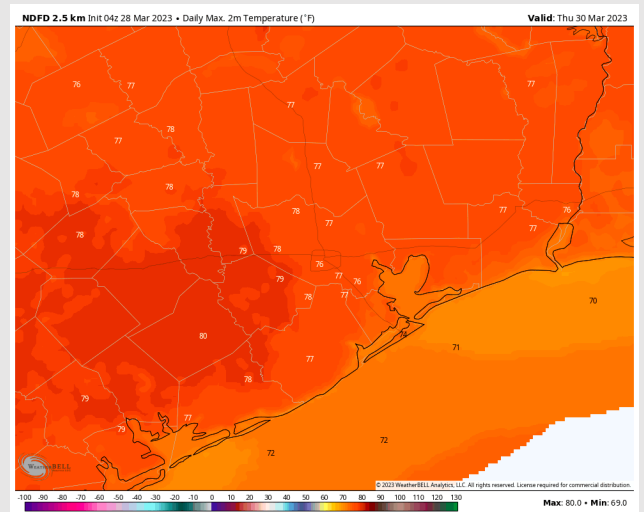 NDFD 2.5 km Init 04z 28 Mar 2023 • Daily Max. 2m Temperature (°F)
Valid: Thu 30 Mar 2023
76 77 77 77
78
77
77 77
78 78
78 77 76
77 77
78
79 78
76
79 77 76
78 77
70
74
80
71
77
78
79
77
79
72
72
WeatherBELL
© 2023 WeatherBELL Analytics, LLC. All rights reserved. License required for commercial distribution.
-100 -90 -80 -70 -60 -50 -40 -30 -20 -10 0 10 20 30 40 50 60 70 80 90 100 110 120 130
Max: 80.0 • Min: 69.0